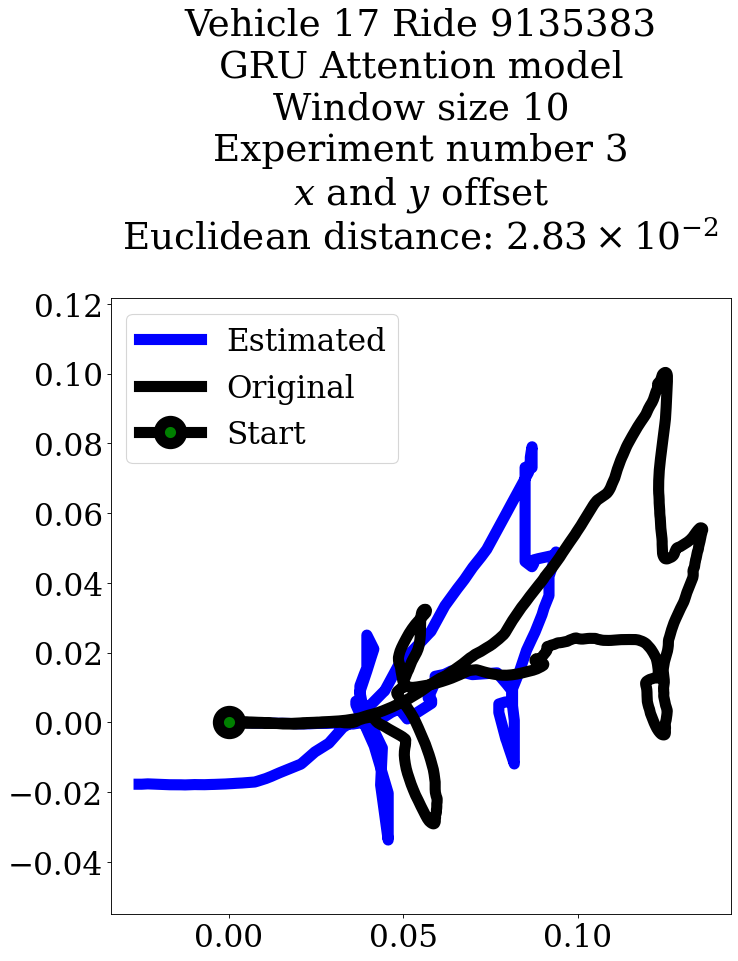 Vehicle 17 Ride 9135383
GRU Attention model
Window size 10
Experiment number 3
x and y offset
Euclidean distance: 2.83 × 10⁻²
0.12
0.10
0.08
0.06
0.04
0.02
0.00
−0.02
−0.04
Estimated
Original
Start
0.00 0.05 0.10